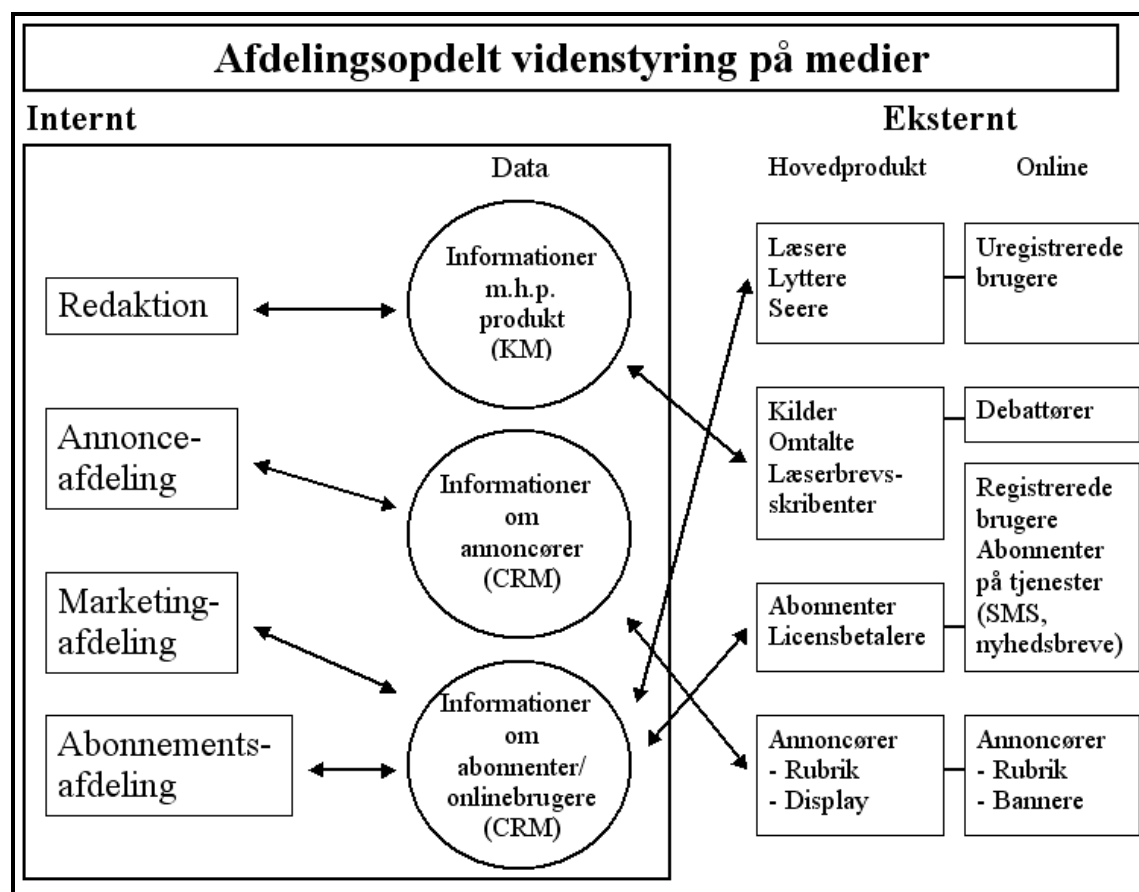 Afdelingsopdelt videnstyring på medier
Internt
Eksternt
Data
Hovedprodukt
Online
Redaktion
Annonce-
afdeling
Marketing-
afdeling
Abonnements-
afdeling
Informationer
m.h.p.
produkt
(KM)
Informationer
om
annoncører
(CRM)
Informationer
om
abonnenter/
onlinebrugere
(CRM)
Læsere
Lyttere
Seere
Uregistrerede
brugere
Kilder
Omtalte
Læserbrevs-
skribenter
Debattører
Registrerede
brugere
Abonnenter
på tjenester
(SMS,
nyhedsbreve)
Abonnenter
Licensbetalere
Annoncører
- Rubrik
- Display
Annoncører
- Rubrik
- Bannere